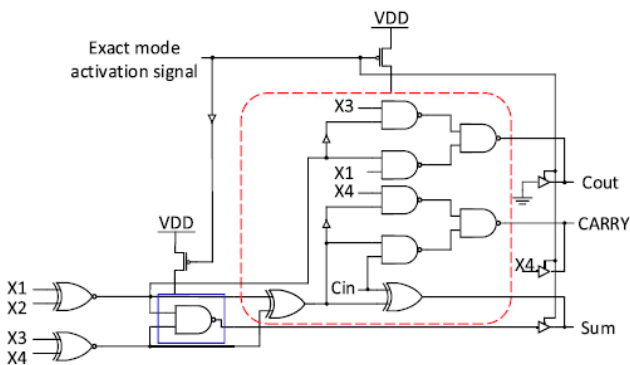 VDD
Exact mode
activation signal
X3
X1
X4
Cout
VDD
CARRY
X4
X1
X2
Cin
X3
X4
Sum